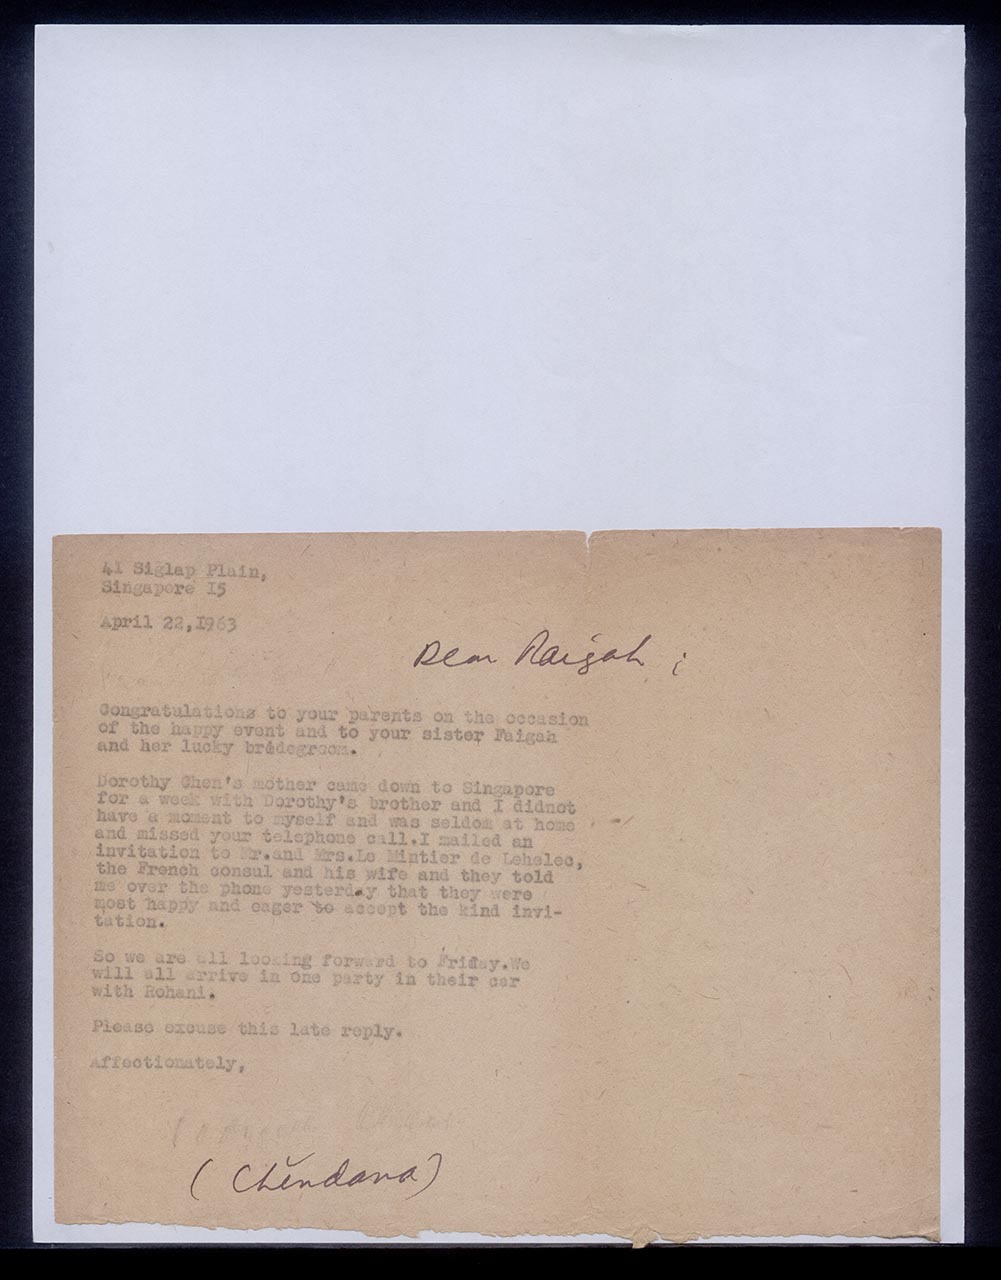 41 Siglap Plain,
Singapore I5
April 22,I963
Dear Raigah ;
Congratulations to your parents on the occasion
of the happy event and to your sister Faigah
and her lucky bridegroom.
Dorothy Chen's mother came down to Singapore
for a week with Dorothy's brother and I didnot
have a moment to myself and was seldom at home
and missed your telephone call.I mailed an
invitation to Mr.and Mrs.Le Mintier de Lehelec,
the French consul and his wife and they told
me over the phone yesterday that they were
most happy and eager to accept the kind invi-
tation.
So we are all looking forward to Friday.We
will all arrive in one party in their car
with Rohani.
Please excuse this late reply.
Affectionately,
(Chendana)